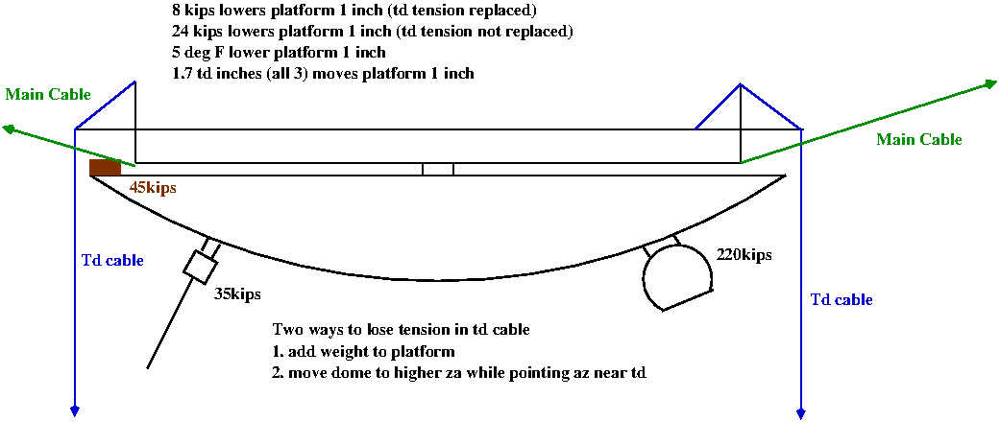 8 kips lowers platform 1 inch (td tension replaced)
24 kips lowers platform 1 inch (td tension not replaced)
5 deg F lower platform 1 inch
1.7 td inches (all 3) moves platform 1 inch
Main Cable
Main Cable
45kips
Td cable
220kips
35kips
Td cable
Two ways to lose tension in td cable
1. add weight to platform
2. move dome to higher za while pointing az near td